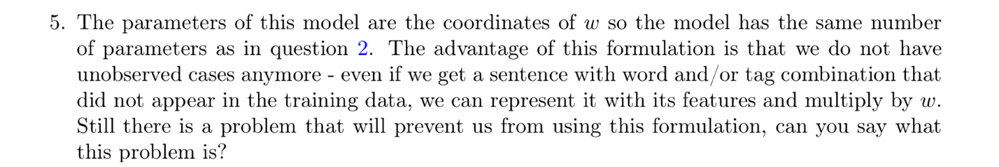 5. The parameters of this model are the coordinates of w so the model has the same number
of parameters as in question 2. The advantage of this formulation is that we do not have
unobserved cases anymore - even if we get a sentence with word and/or tag combination that
did not appear in the training data, we can represent it with its features and multiply by w.
Still there is a problem that will prevent us from using this formulation, can you say what
this problem is?